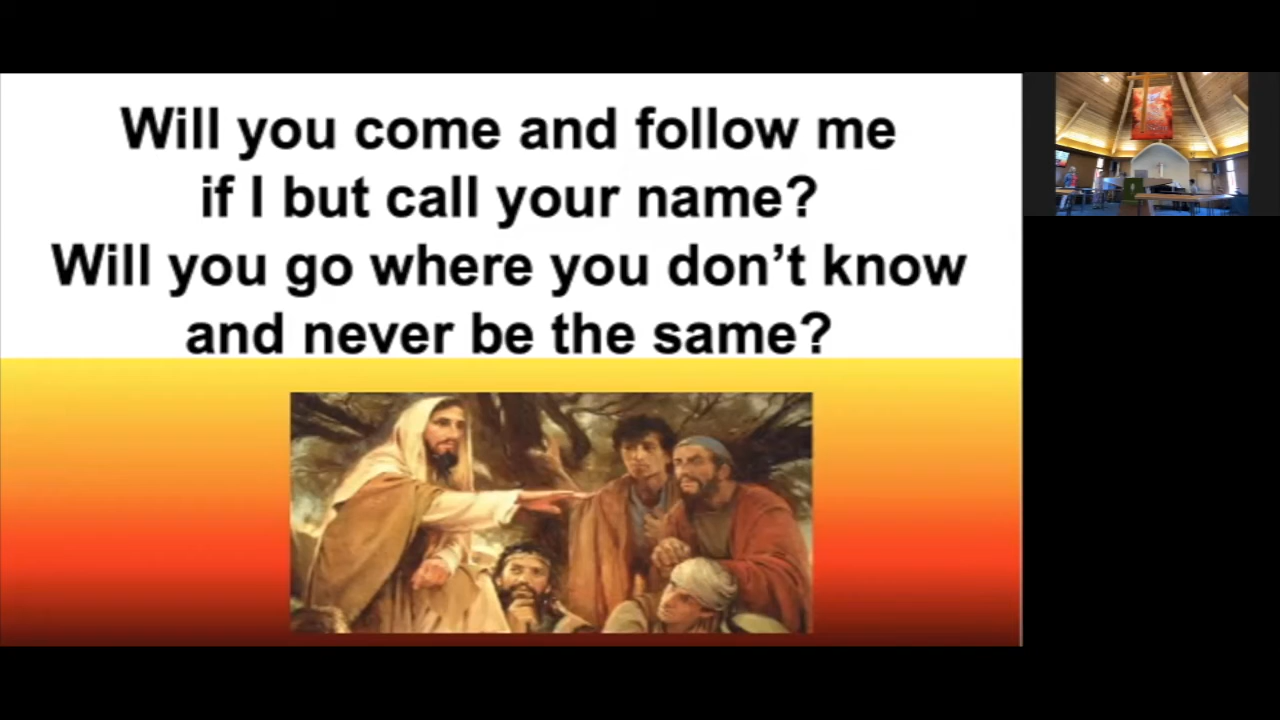 Will you come and follow me
if I but call your name?
Will you go where you don’t know
and never be the same?